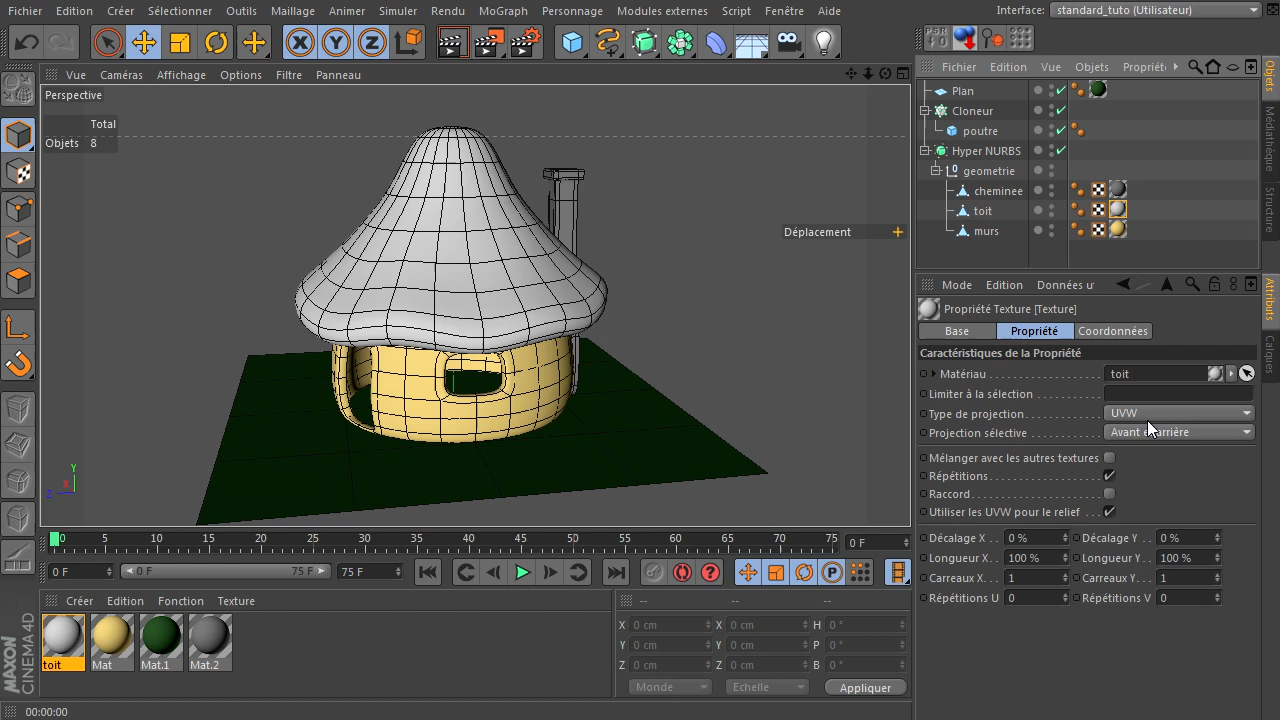 Fichier Edition Créer Sélectionner Outils Maillage Animer Simuler Rendu MoGraph Personnage Modules externes Script Fenêtre Aide Interface: standard_tuto (Utilisateur)
X Y Z PSR 0
Vue Caméras Affichage Options Filtre Panneau
Fichier Edition Vue Objets Propriét
Perspective
Total
Objets 8
Déplacement
Plan
Cloneur
poutre
Hyper NURBS
geometrie
cheminee
toit
murs
Objets
Médiathèque
Structure
Attributs
Calques
Mode Edition Données u
Propriété Texture [Texture]
Base Propriété Coordonnées
Caractéristiques de la Propriété
Matériau toit
Limiter à la sélection
Type de projection UVW
Projection sélective Avant et arrière
Mélanger avec les autres textures
Répétitions
Raccord
Utiliser les UVW pour le relief
Décalage X 0 % Décalage Y 0 %
Longueur X 100 % Longueur Y 100 %
Carreaux X 1 Carreaux Y 1
Répétitions U 0 Répétitions V 0
Y
X
Z
0 5 10 15 20 25 30 35 40 45 50 55 60 65 70 75 0 F
0 F 0 F 75 F 75 F
P
Créer Edition Fonction Texture
toit Mat Mat.1 Mat.2
-- -- --
X 0 cm X 0 cm H 0 °
Y 0 cm Y 0 cm P 0 °
Z 0 cm Z 0 cm B 0 °
Monde Echelle Appliquer
MAXON
CINEMA 4D
00:00:00